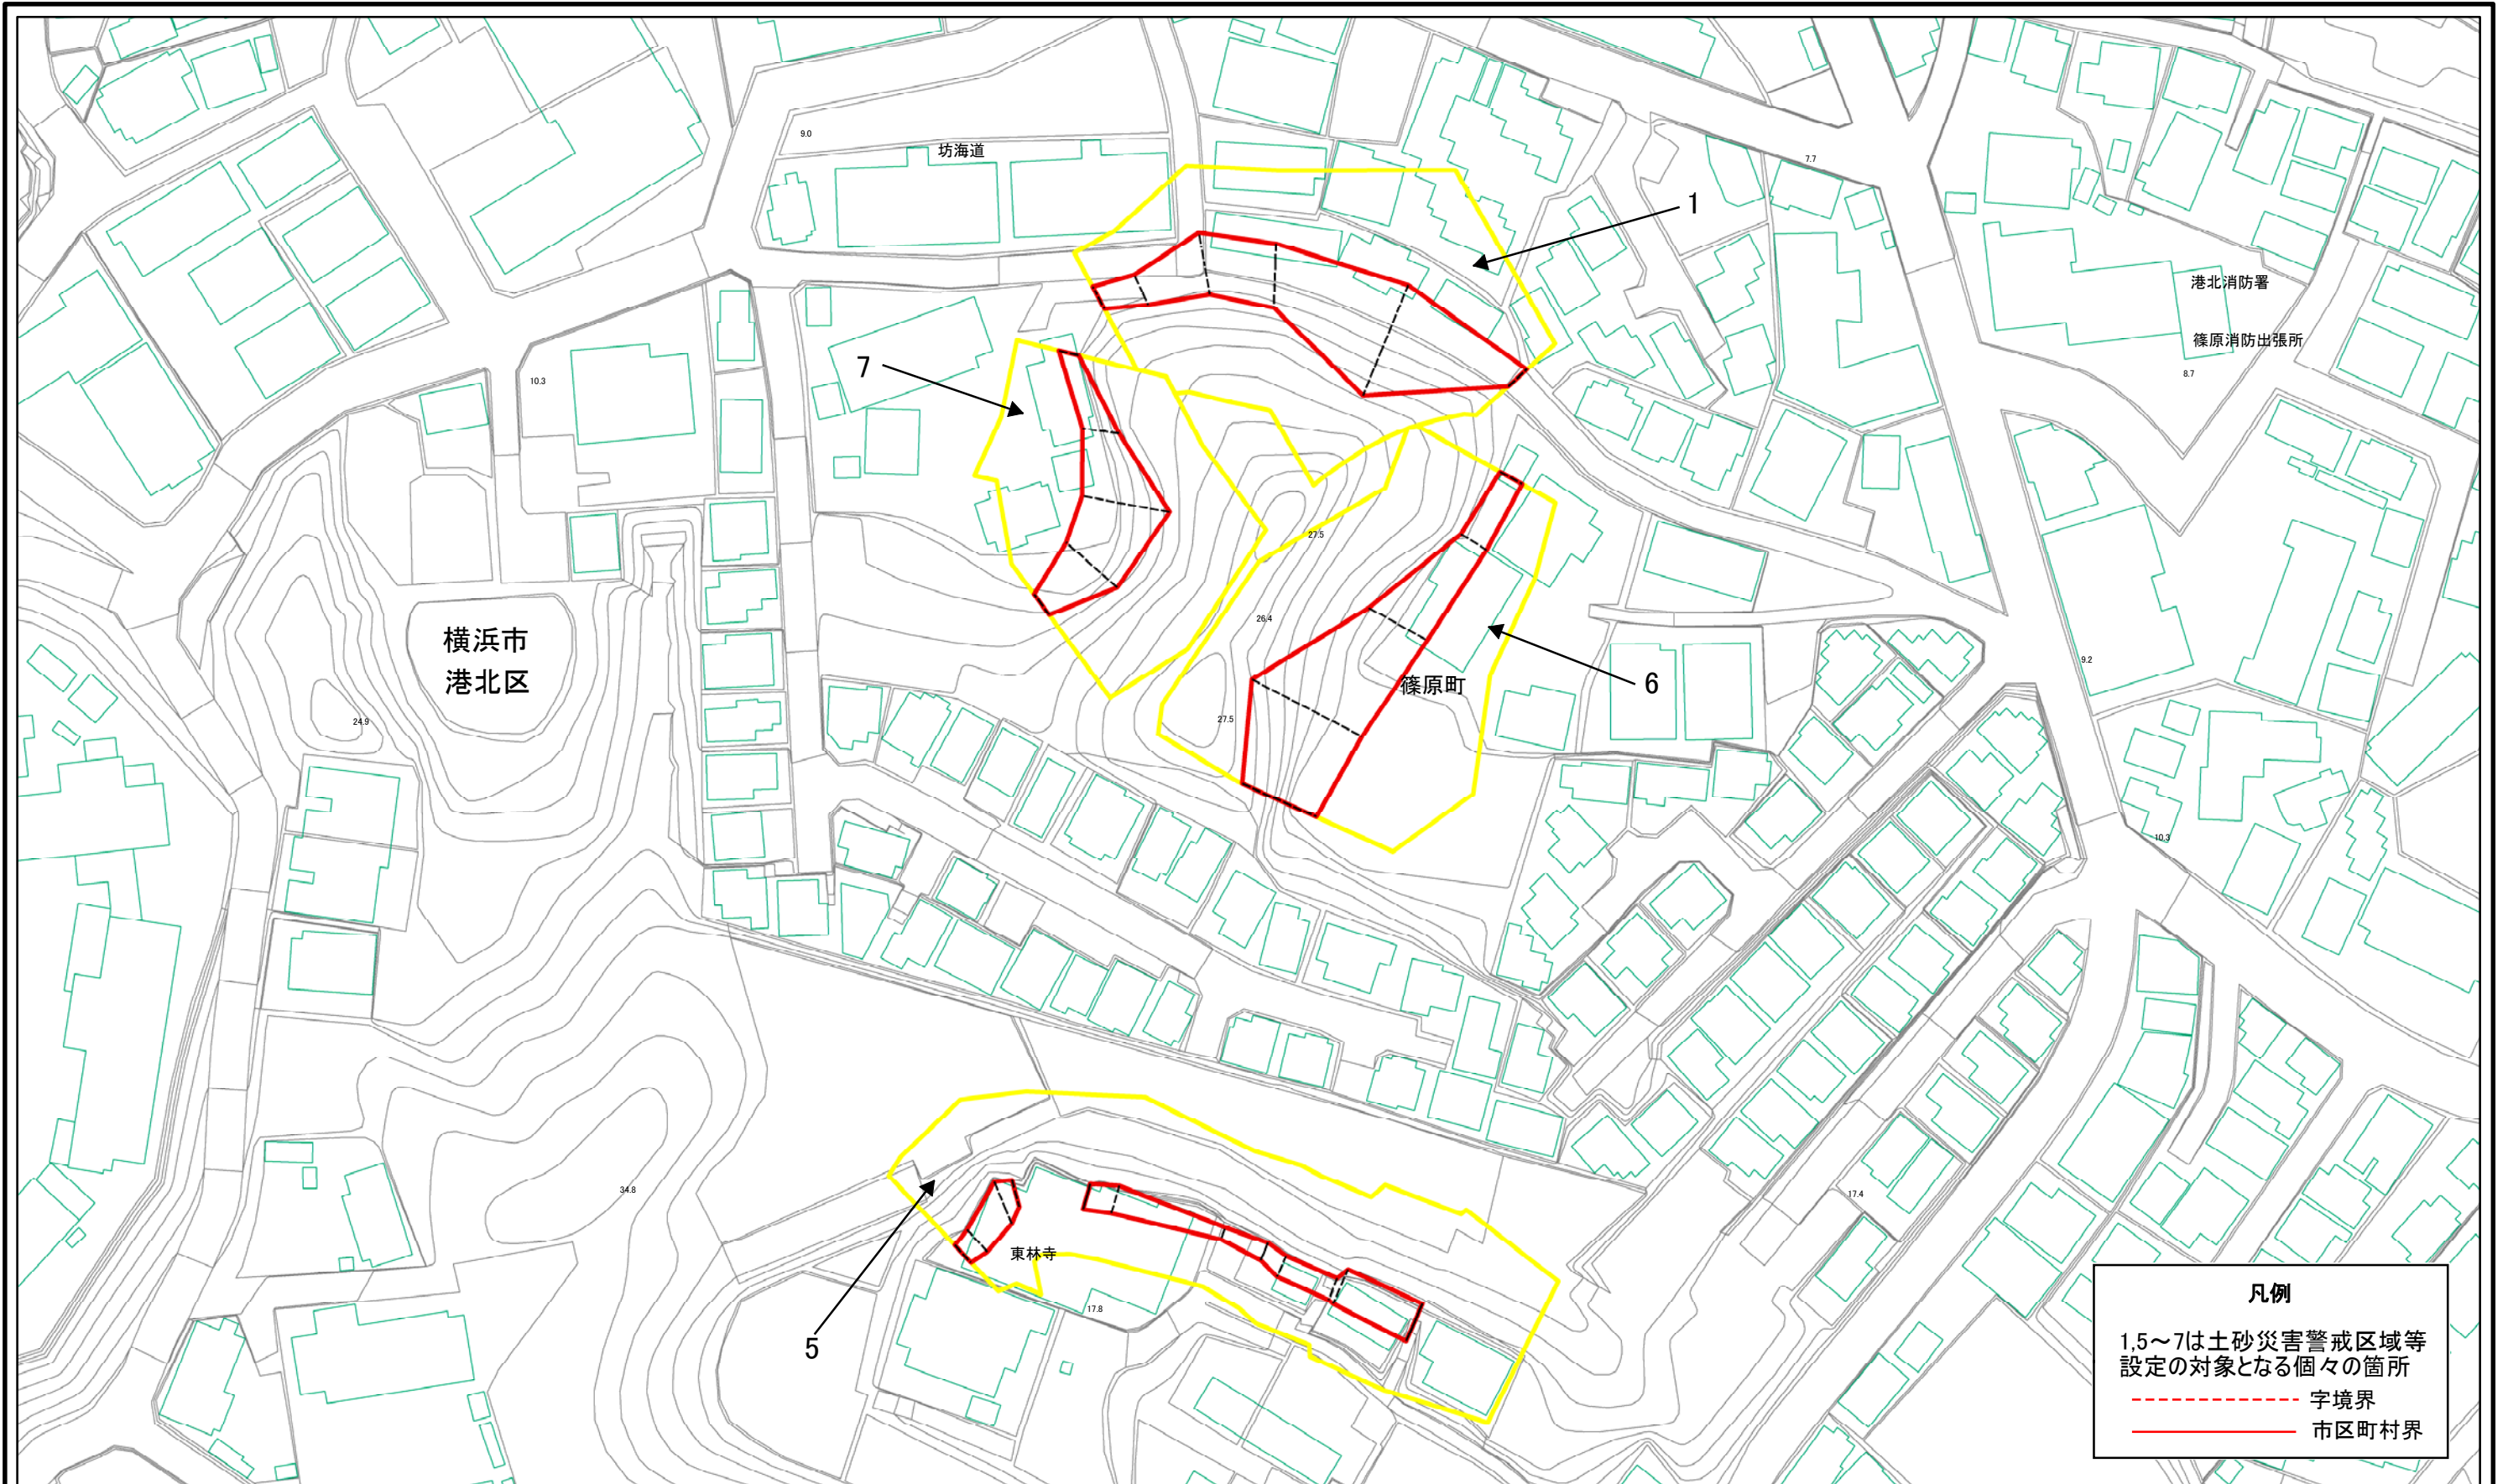 9.0
坊海道
7.7
1
港北消防署
篠原消防出張所
8.7
7
10.3
27.5
26.4
横浜市
港北区
24.9
27.5
篠原町
6
9.2
10.3
34.8
17.4
東林寺
17.8
5
凡例
1,5～7は土砂災害警戒区域等
設定の対象となる個々の箇所
字境界
市区町村界